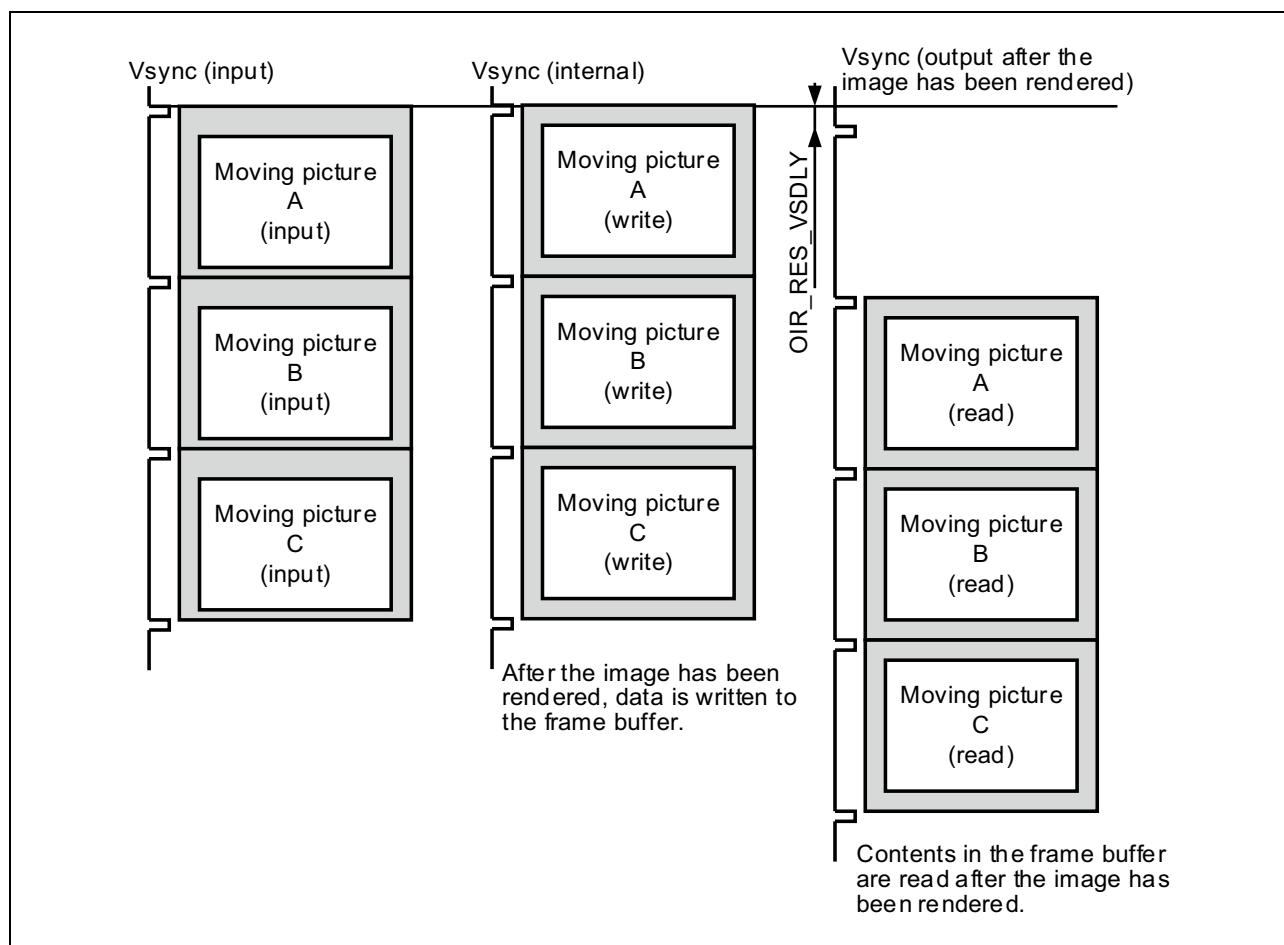 Vsync (input)
Moving picture
A
(input)
Moving picture
B
(input)
Moving picture
C
(input)
Vsync (internal)
Moving picture
A
(write)
Moving picture
B
(write)
Moving picture
C
(write)
After the image has been
rendered, data is written to
the frame buffer.
Vsync (output after the
image has been rendered)
OIR_RES_VSDLY
Moving picture
A
(read)
Moving picture
B
(read)
Moving picture
C
(read)
Contents in the frame buffer
are read after the image has
been rendered.